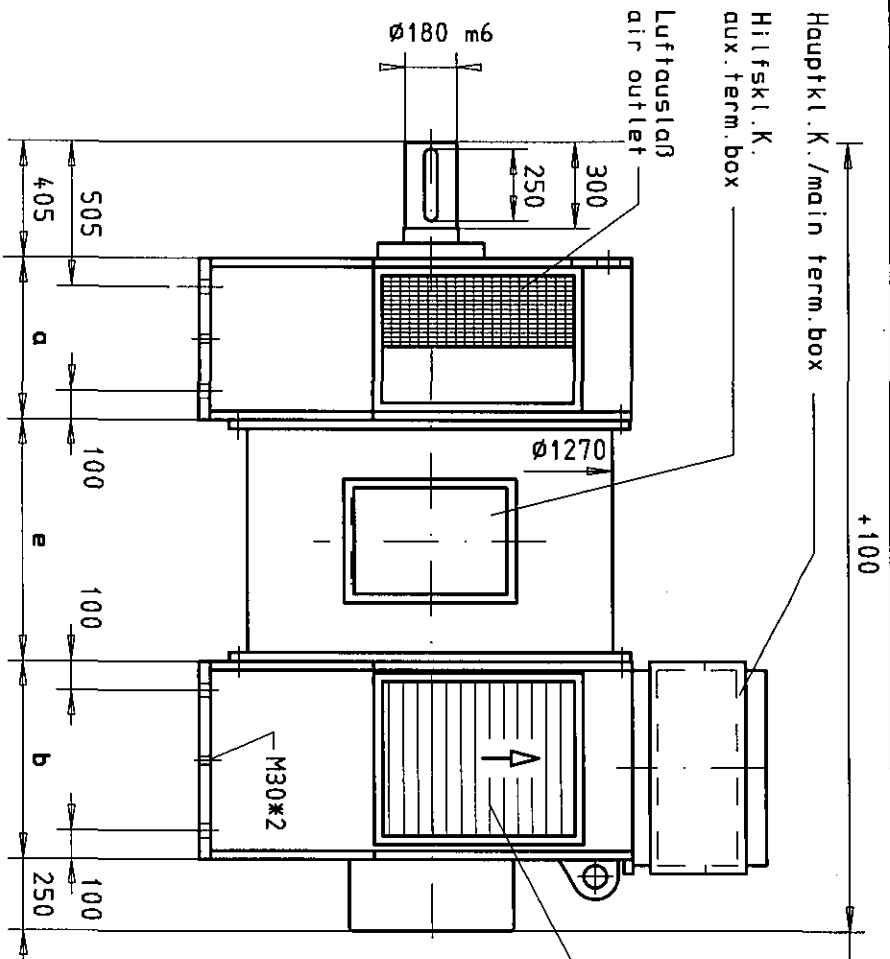 Hauptkl.K./main term.box
Hilfskl.K.
aux.term.box
Luftauslaß
air outlet
Ø180 m6
+100
300
250
505
405
a
100
Ø1270
e
100
M30*2
b
100
250